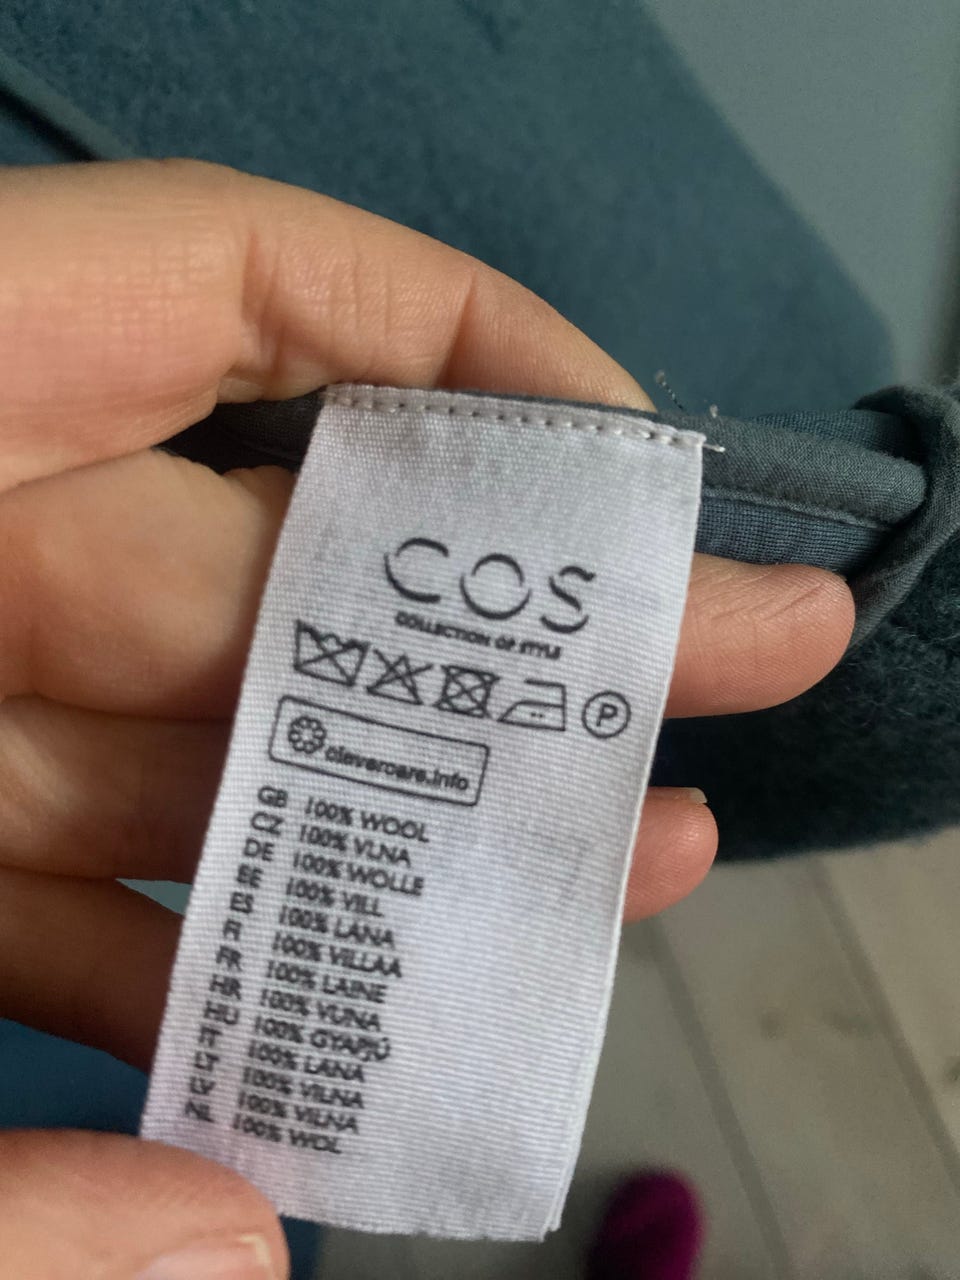 COS
COLLECTION OF STYLE
P
clevercare.info
GB 100% WOOL
CZ 100% VLNA
DE 100% WOLLE
EE 100% VILL
ES 100% LANA
FI 100% VILLAA
FR 100% LAINE
HR 100% VUNA
HU 100% GYAPJÚ
IT 100% LANA
LT 100% VILNA
LV 100% VILNA
NL 100% WOL